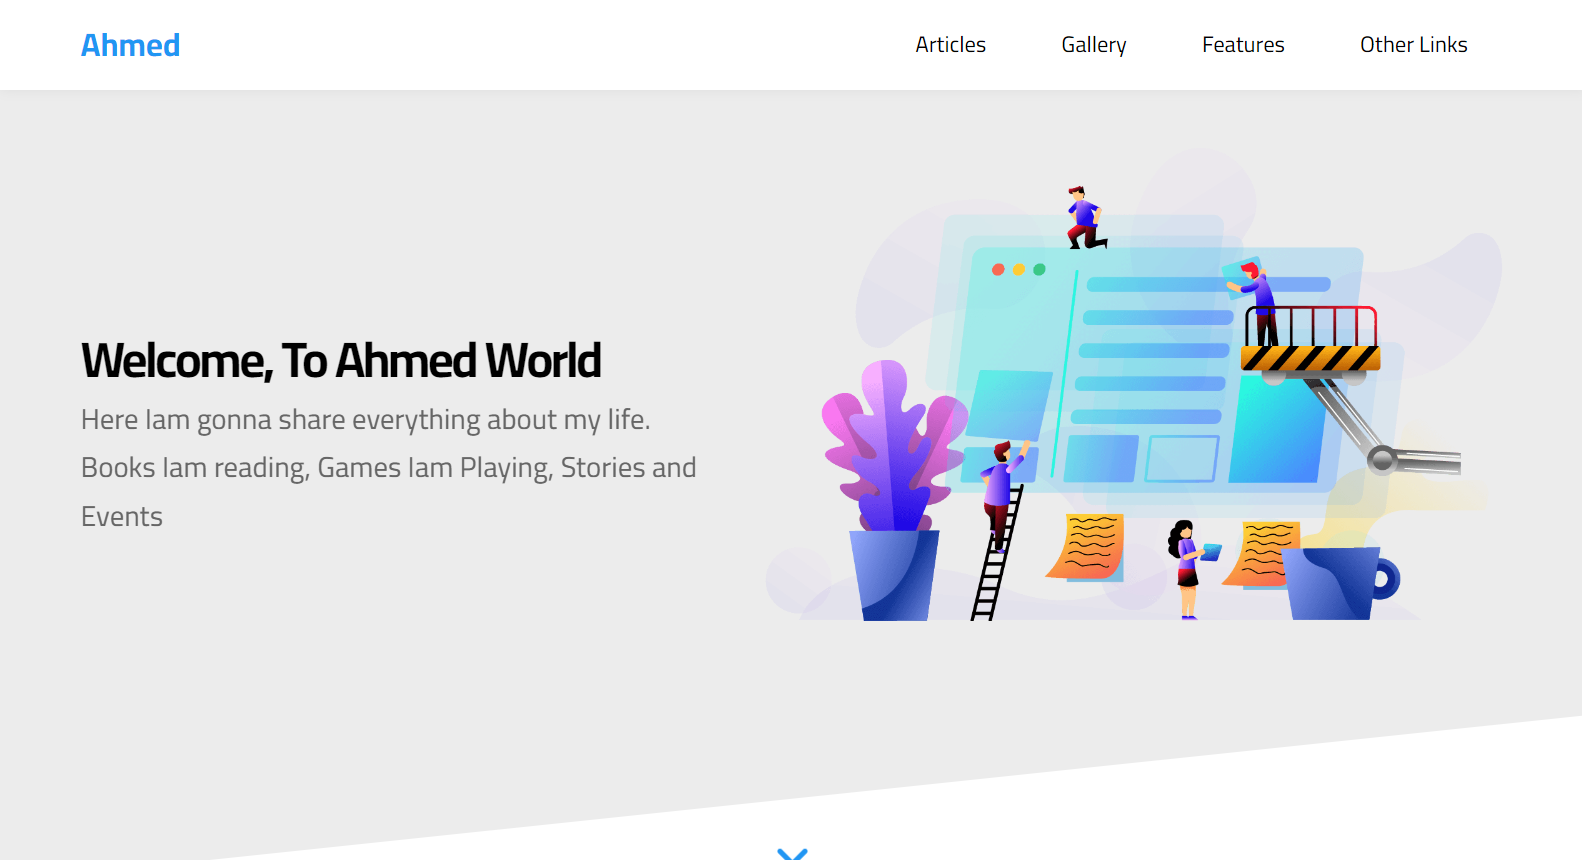 Ahmed
Articles
Gallery
Features
Other Links
Welcome, To Ahmed World
Here Iam gonna share everything about my life.
Books Iam reading, Games Iam Playing, Stories and
Events